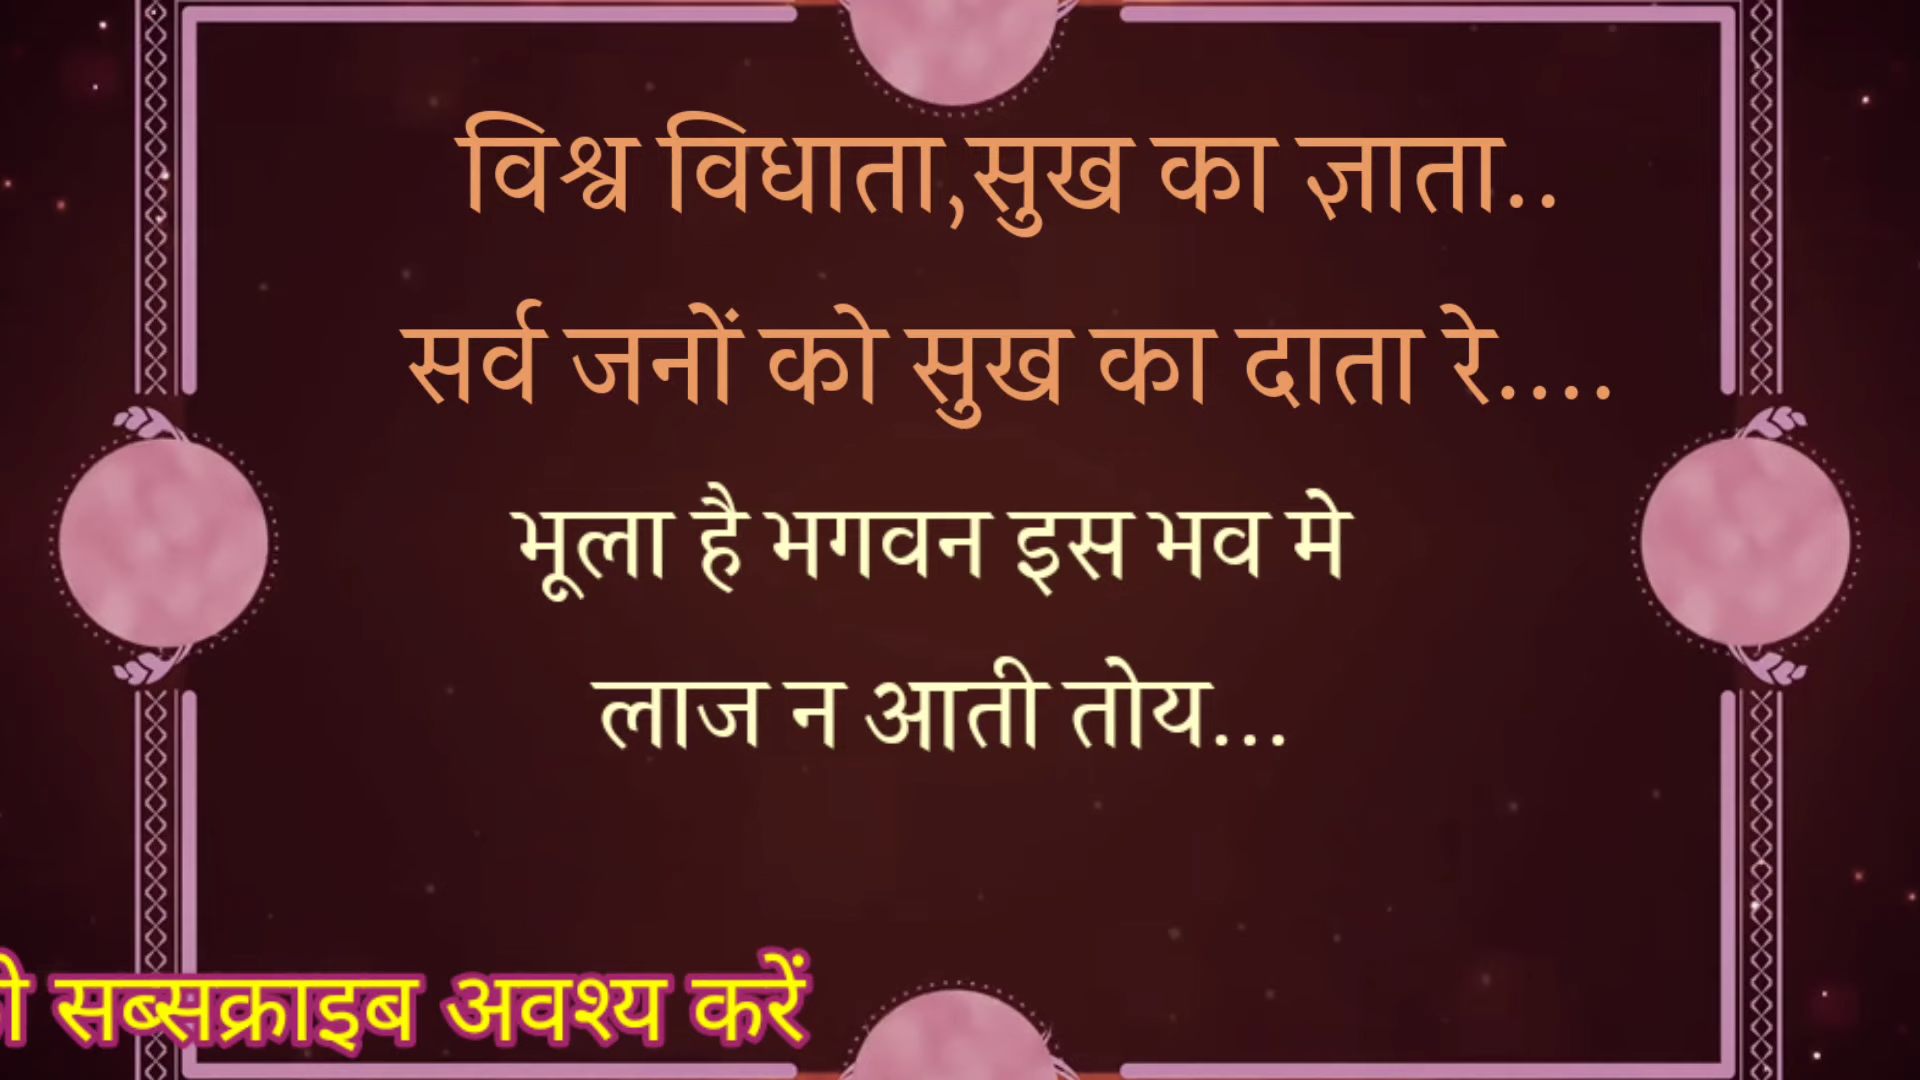 विश्व विधाता,सुख का ज्ञाता..
सर्व जनों को सुख का दाता रे....
भूला है भगवन इस भव मे
लाज न आती तोय...
सब्सक्राइब अवश्य करें